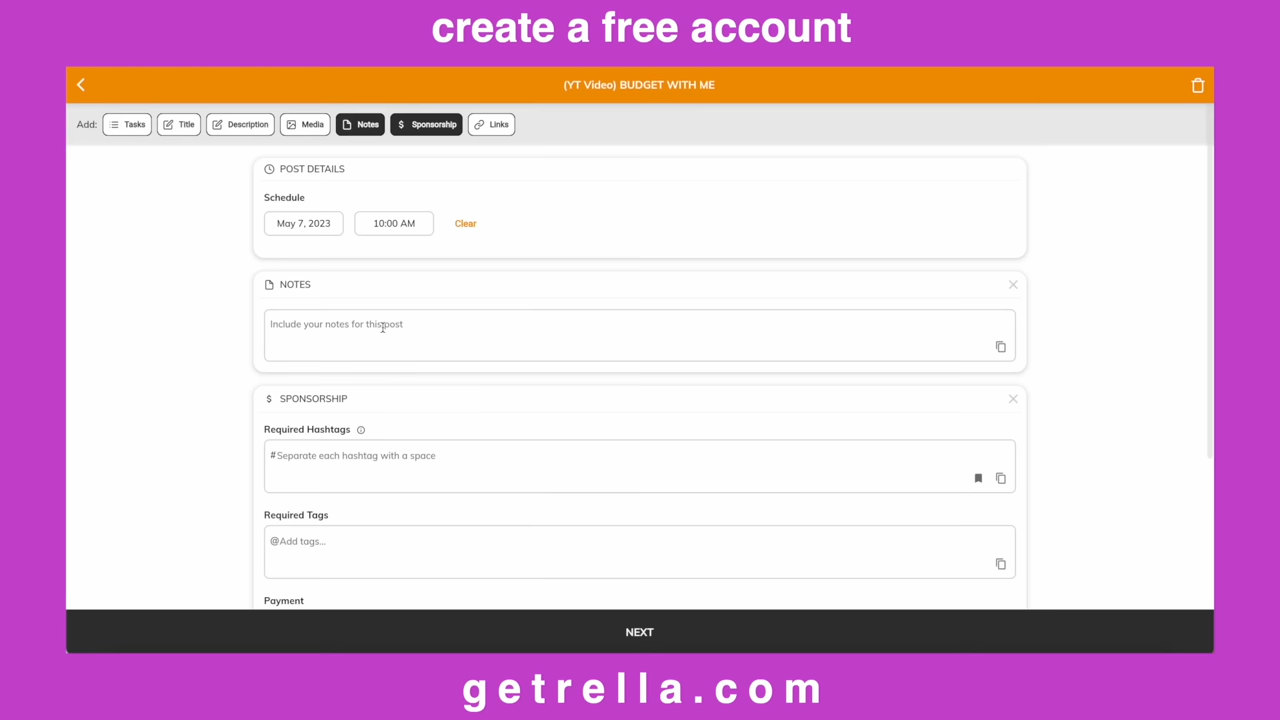 create a free account
(YT Video) BUDGET WITH ME
Add: Tasks Title Description Media Notes $ Sponsorship Links
POST DETAILS
Schedule
May 7, 2023 10:00 AM Clear
NOTES
Include your notes for this post
$ SPONSORSHIP
Required Hashtags
#Separate each hashtag with a space
Required Tags
@Add tags...
Payment
NEXT
getrella.com